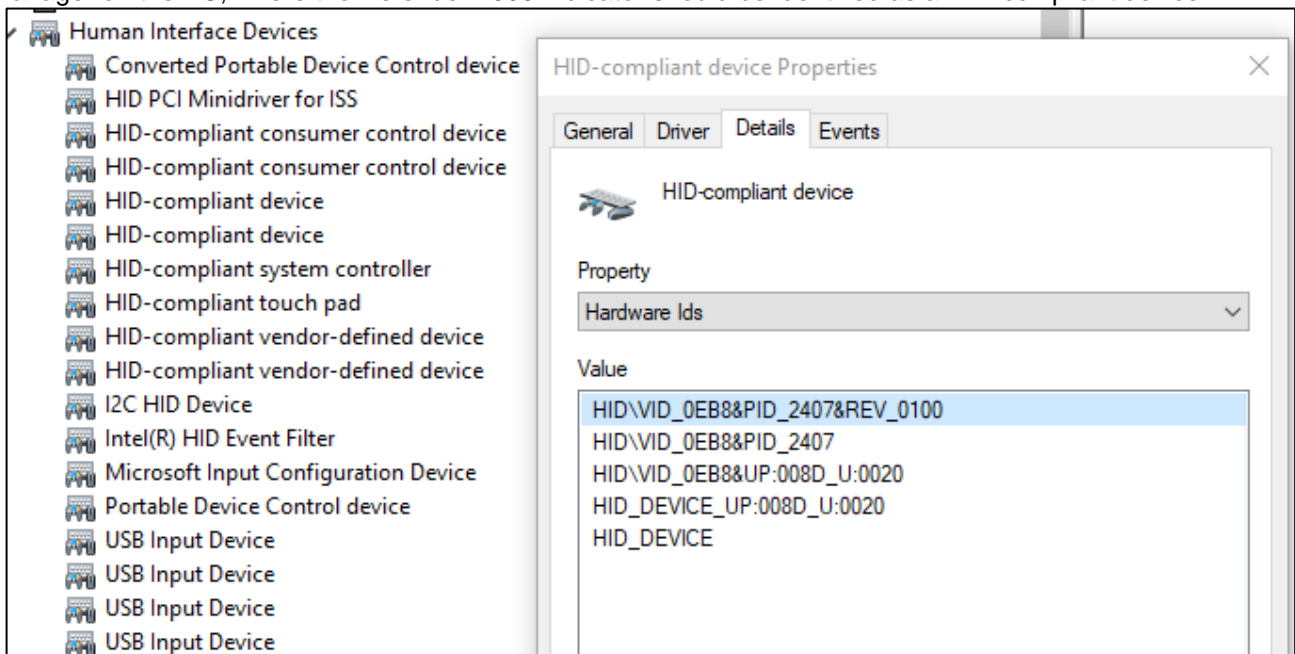 Human Interface Devices
Converted Portable Device Control device
HID PCI Minidriver for ISS
HID-compliant consumer control device
HID-compliant consumer control device
HID-compliant device
HID-compliant device
HID-compliant system controller
HID-compliant touch pad
HID-compliant vendor-defined device
HID-compliant vendor-defined device
I2C HID Device
Intel(R) HID Event Filter
Microsoft Input Configuration Device
Portable Device Control device
USB Input Device
USB Input Device
USB Input Device
USB Input Device
HID-compliant device Properties
General Driver Details Events
HID-compliant device
Property
Hardware Ids
Value
HID\VID_0EB8&PID_2407&REV_0100
HID\VID_0EB8&PID_2407
HID\VID_0EB8&UP:008D_U:0020
HID_DEVICE_UP:008D_U:0020
HID_DEVICE